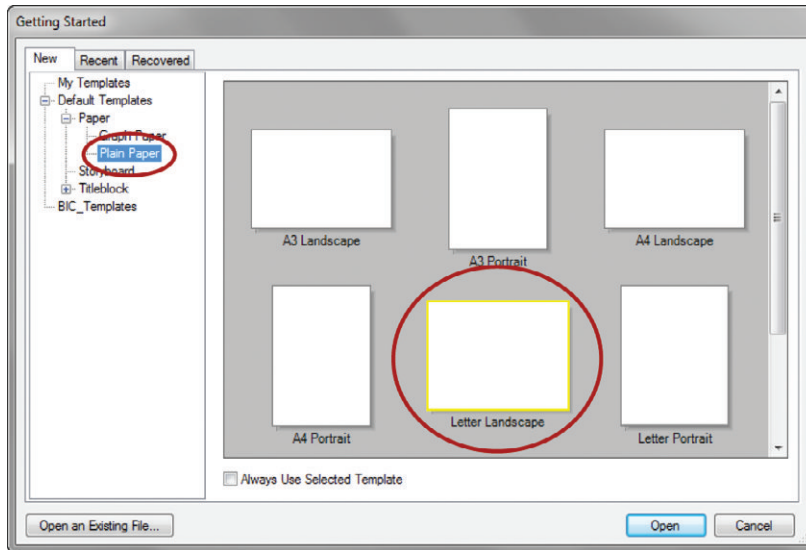 Getting Started
New Recent Recovered
My Templates
Default Templates
Paper
Graph Paper
Plain Paper
Storyboard
Titleblock
BIC_Templates
A3 Landscape
A3 Portrait
A4 Landscape
A4 Portrait
Letter Landscape
Letter Portrait
Always Use Selected Template
Open an Existing File...
Open Cancel